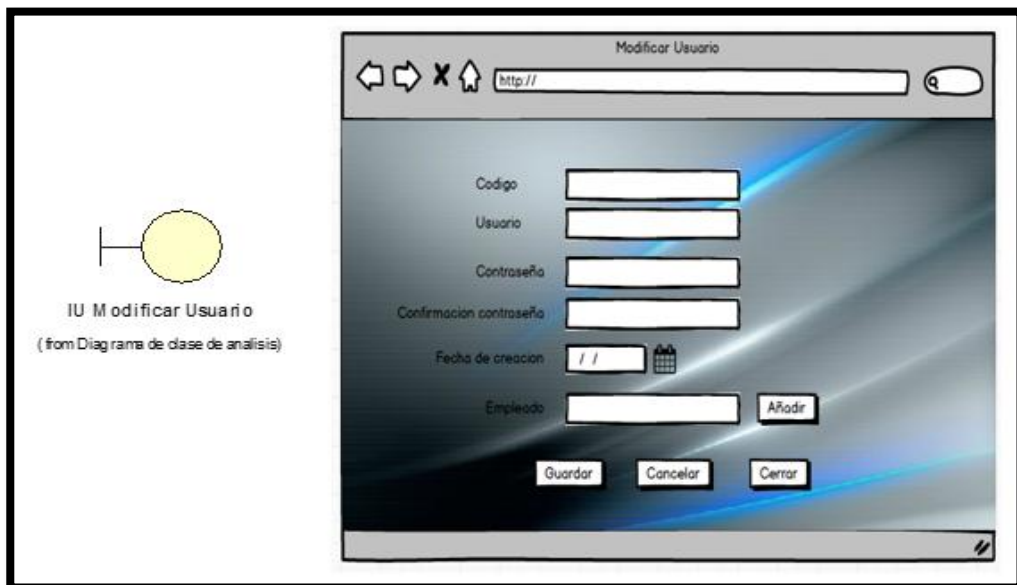 Modificar Usuario
http://
Codigo
Usuario
Contraseña
Confirmacion contraseña
Fecha de creacion / /
Empleado Añadir
Guardar Cancelar Cerrar
IU Modificar Usuario
(from Diagrama de clase de analisis)